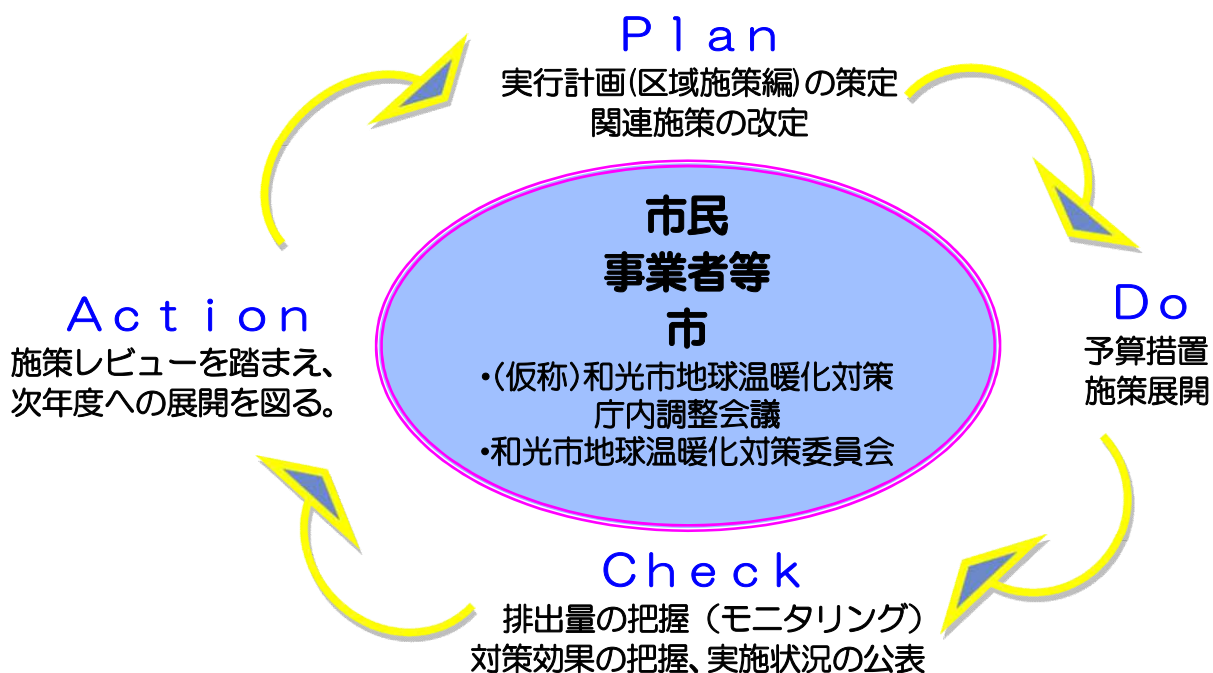 Ｐｌａｎ
実行計画(区域施策編)の策定
関連施策の改定
市民
事業者等
市
・(仮称)和光市地球温暖化対策
庁内調整会議
・和光市地球温暖化対策委員会
Ｄｏ
予算措置
施策展開
Ｃｈｅｃｋ
排出量の把握（モニタリング）
対策効果の把握、実施状況の公表
Ａｃｔｉｏｎ
施策レビューを踏まえ、
次年度への展開を図る。